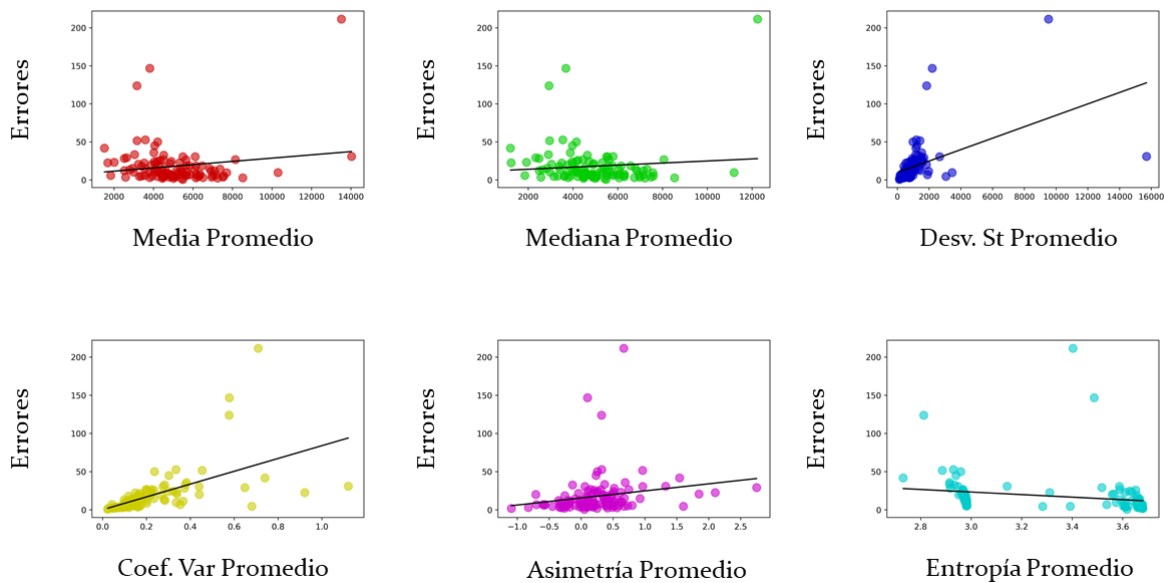 200
150
100
50
0
2000 4000 6000 8000 10000 12000 14000
Errores
Media Promedio
200
150
100
50
0
2000 4000 6000 8000 10000 12000
Errores
Mediana Promedio
200
150
100
50
0
0 2000 4000 6000 8000 10000 12000 14000 16000
Errores
Desv. St Promedio
200
150
100
50
0
0.0 0.2 0.4 0.6 0.8 1.0
Errores
Coef. Var Promedio
200
150
100
50
0
−1.0 −0.5 0.0 0.5 1.0 1.5 2.0 2.5
Errores
Asimetría Promedio
200
150
100
50
0
2.8 3.0 3.2 3.4 3.6
Errores
Entropía Promedio